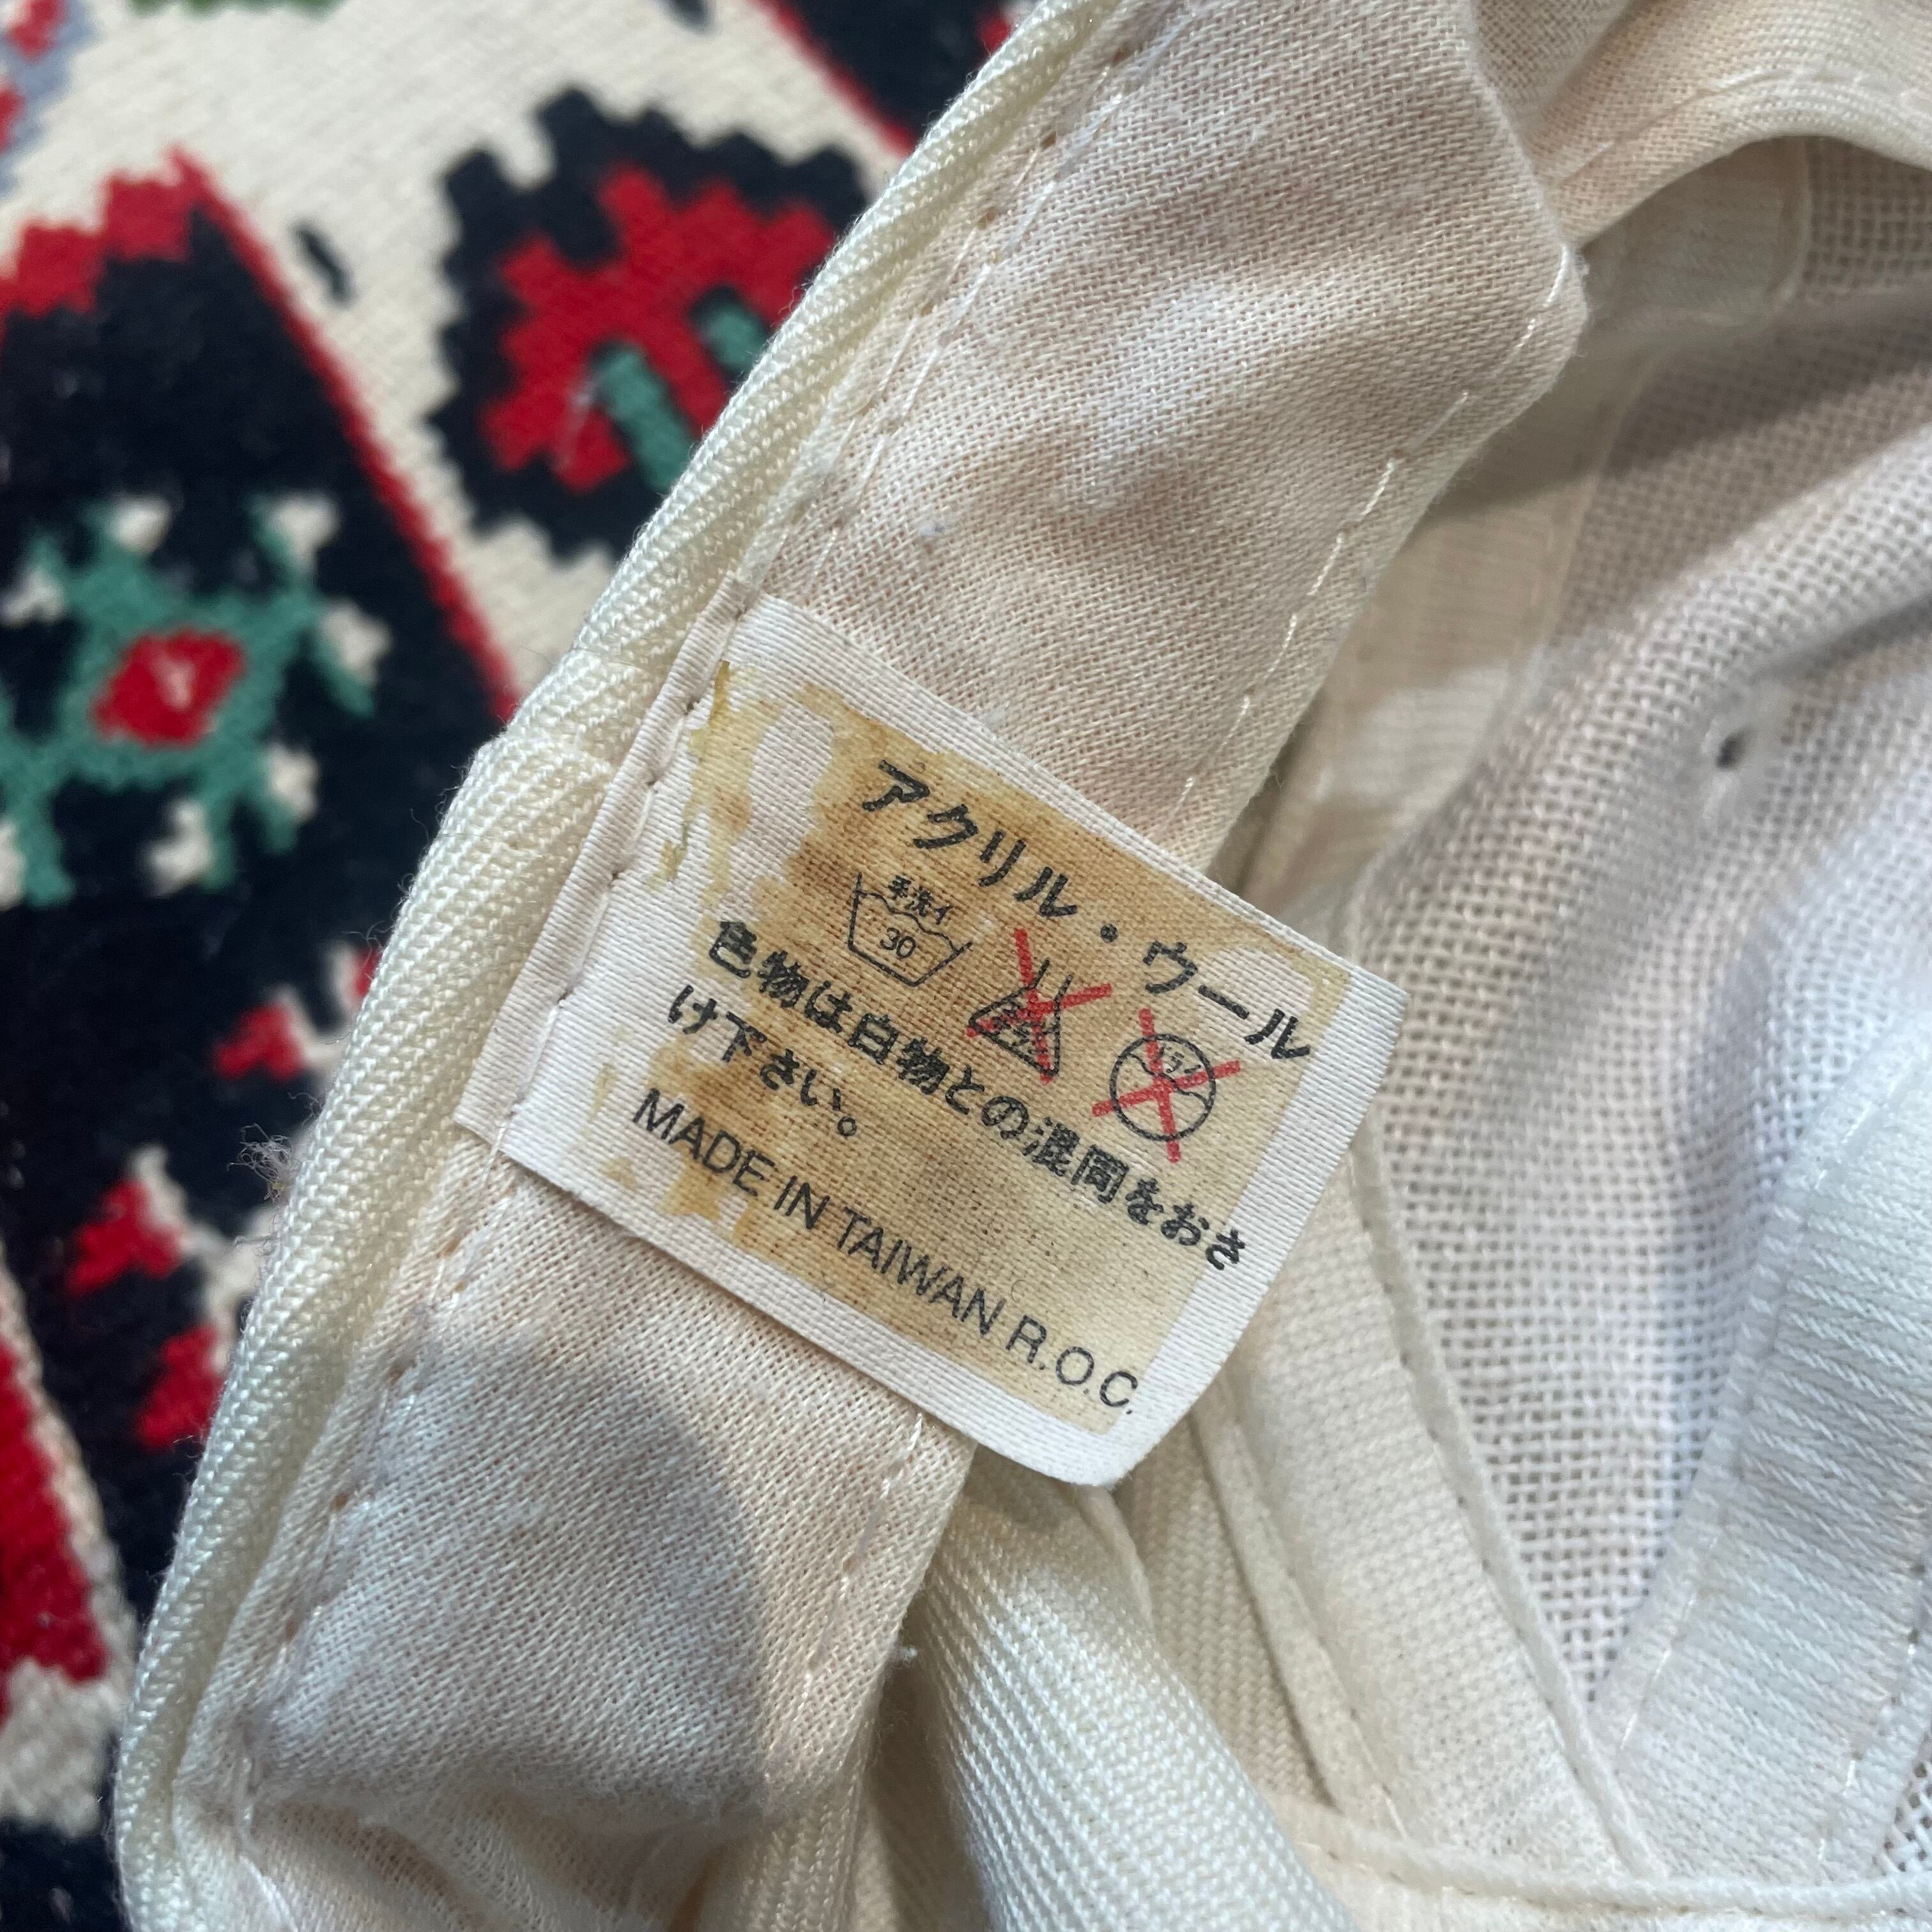 アクリル・ウール
手洗イ
30
色物は白物との混同をおさ
け下さい。
MADE IN TAIWAN R.O.C.